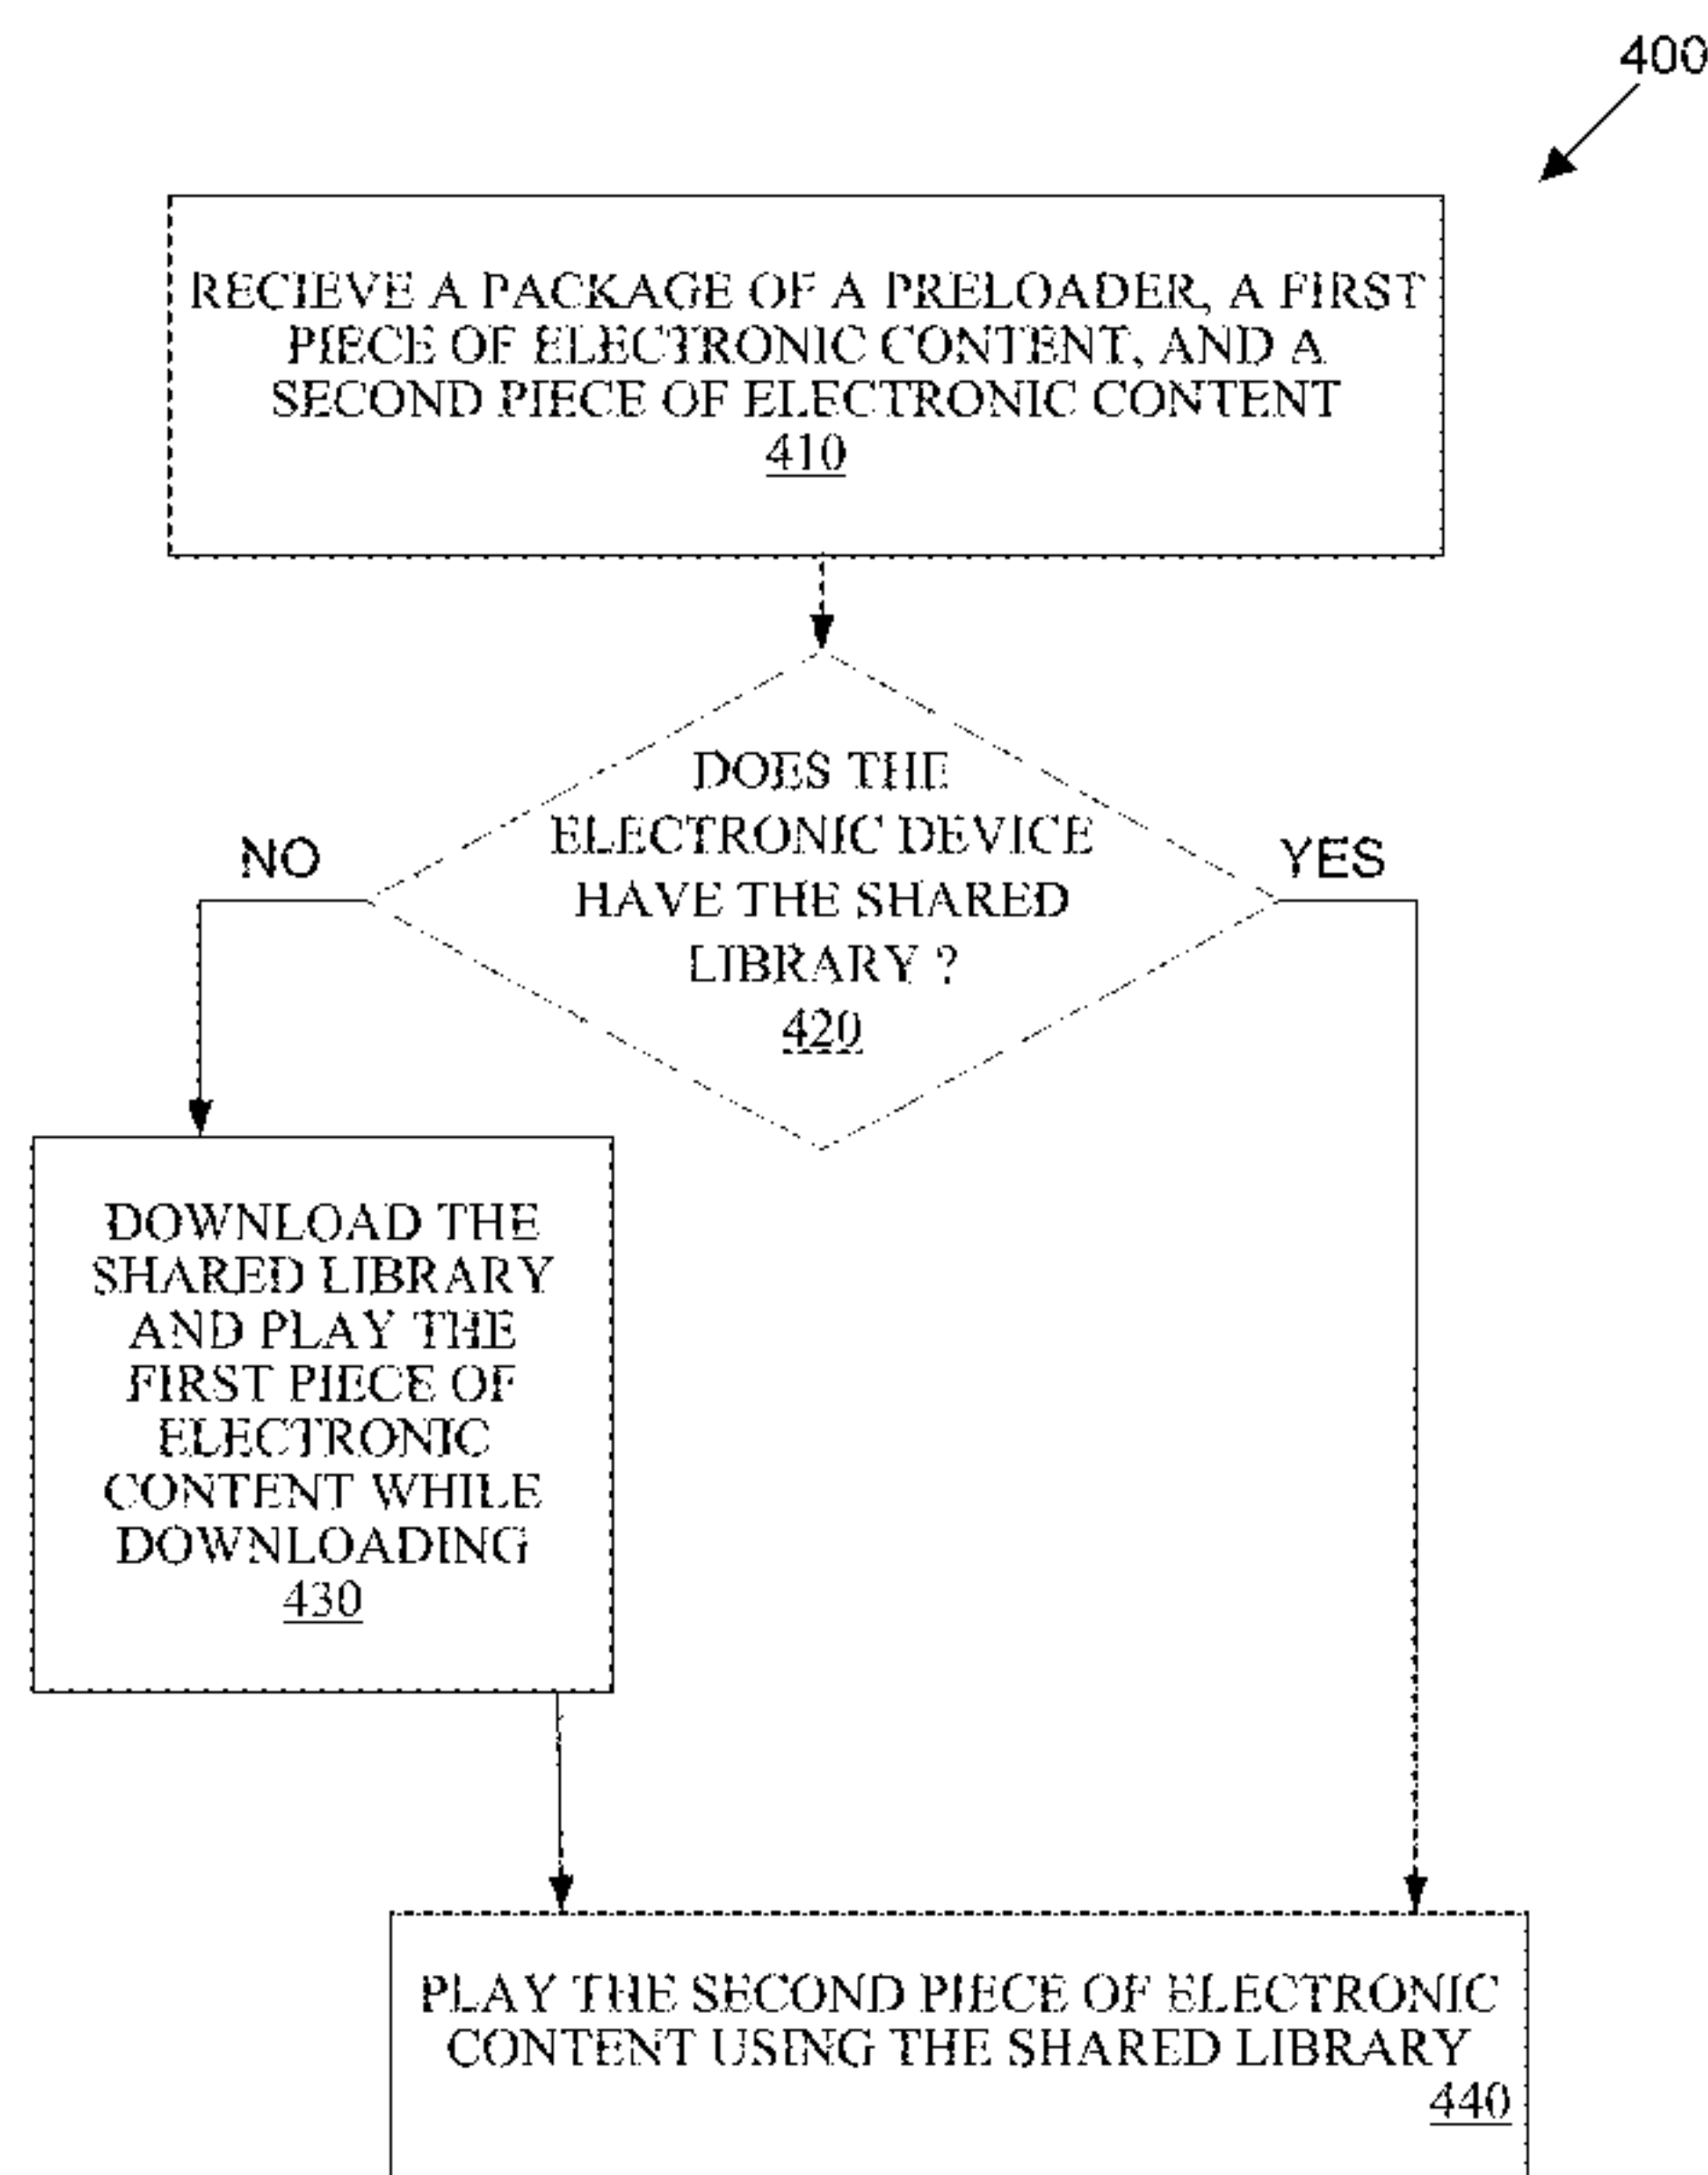 400
RECIEVE A PACKAGE OF A PRELOADER, A FIRST
PIECE OF ELECTRONIC CONTENT, AND A
SECOND PIECE OF ELECTRONIC CONTENT
410
DOES THE
ELECTRONIC DEVICE
HAVE THE SHARED
LIBRARY ?
420
NO
YES
DOWNLOAD THE
SHARED LIBRARY
AND PLAY THE
FIRST PIECE OF
ELECTRONIC
CONTENT WHILE
DOWNLOADING
430
PLAY THE SECOND PIECE OF ELECTRONIC
CONTENT USING THE SHARED LIBRARY
440